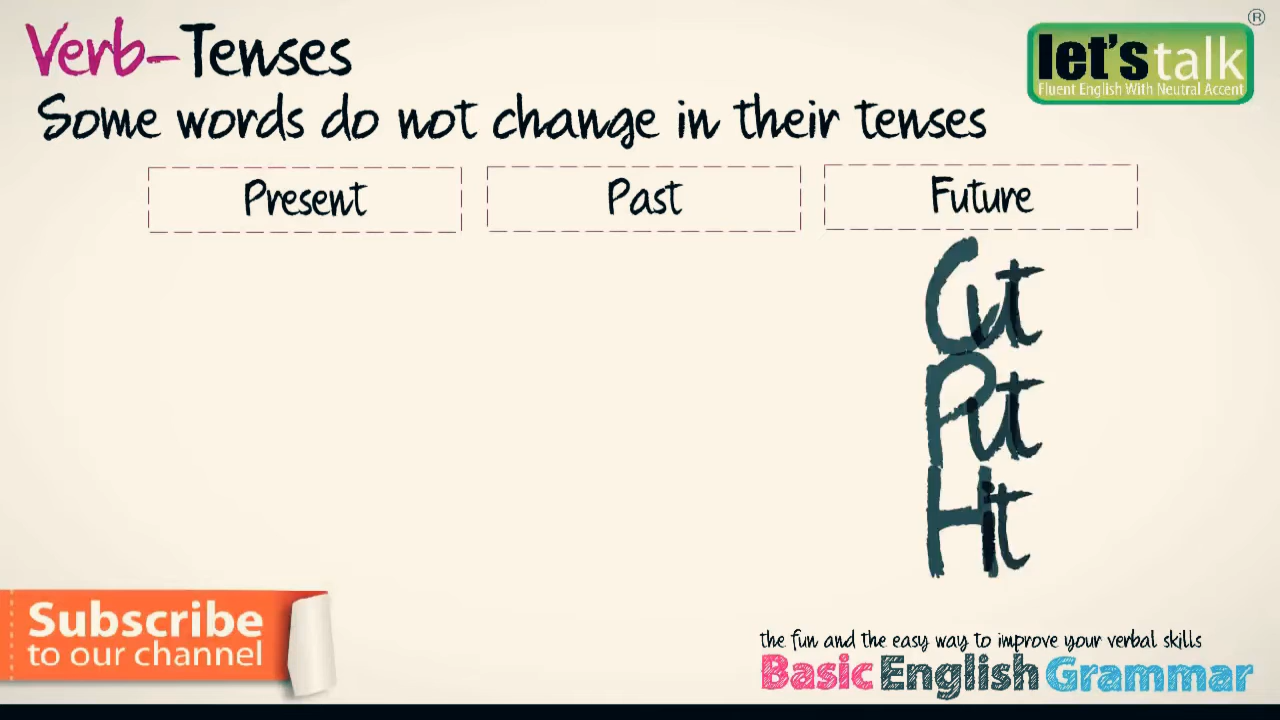 Verb-Tenses
®
let's talk
Fluent English With Neutral Accent
Some words do not change in their tenses
Present Past Future
Cut
Put
Hit
Subscribe
to our channel
the fun and the easy way to improve your verbal skills
Basic English Grammar